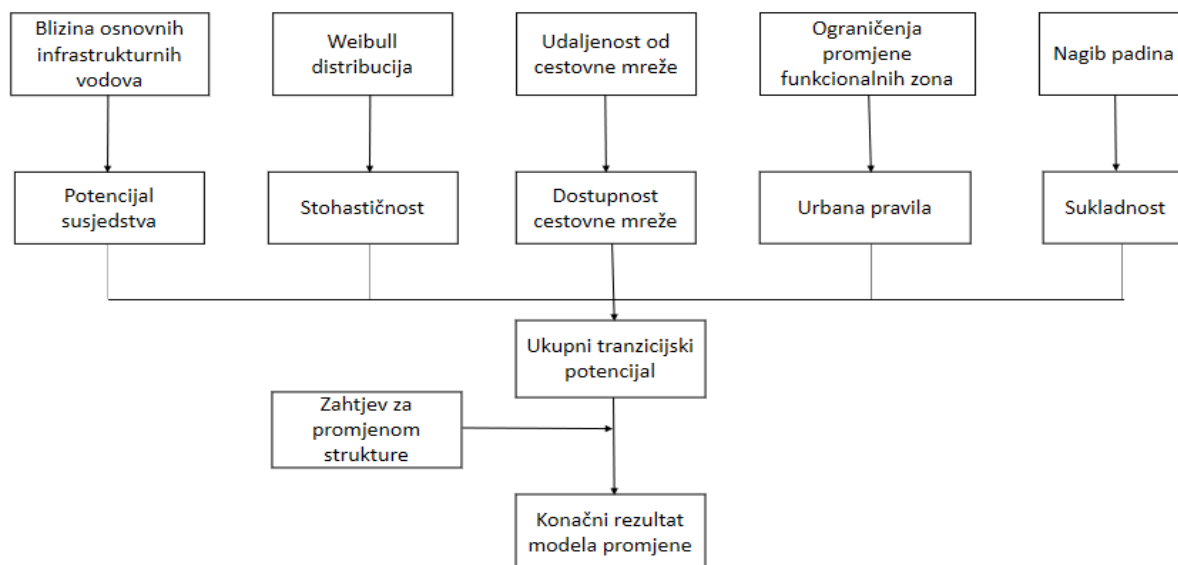 Blizina osnovnih
infrastrukturnih
vodova
Weibull
distribucija
Udaljenost od
cestovne mreže
Ograničenja
promjene
funkcionalnih zona
Nagib padina
Potencijal
susjedstva
Stohastičnost
Dostupnost
cestovne mreže
Urbana pravila
Sukladnost
Ukupni tranzicijski
potencijal
Zahtjev za
promjenom
strukture
Konačni rezultat
modela promjene